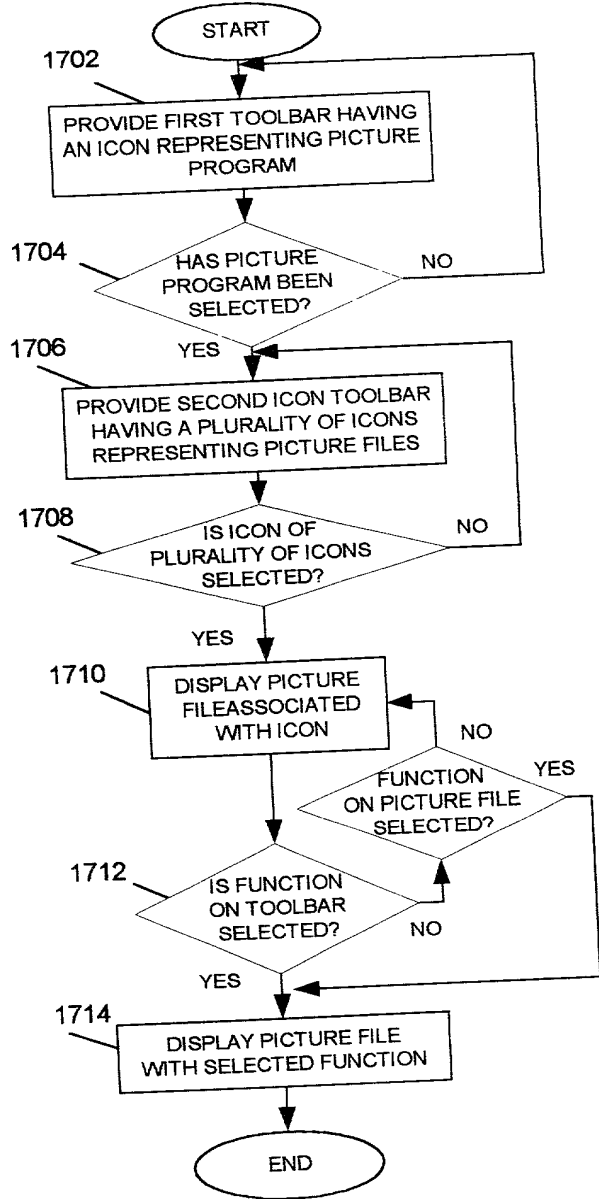 START
1702
PROVIDE FIRST TOOLBAR HAVING
AN ICON REPRESENTING PICTURE
PROGRAM
1704
HAS PICTURE
PROGRAM BEEN
SELECTED?
NO
YES
1706
PROVIDE SECOND ICON TOOLBAR
HAVING A PLURALITY OF ICONS
REPRESENTING PICTURE FILES
1708
IS ICON OF
PLURALITY OF ICONS
SELECTED?
NO
YES
1710
DISPLAY PICTURE
FILEASSOCIATED
WITH ICON
NO
YES
FUNCTION
ON PICTURE FILE
SELECTED?
1712
IS FUNCTION
ON TOOLBAR
SELECTED?
NO
YES
1714
DISPLAY PICTURE FILE
WITH SELECTED FUNCTION
END